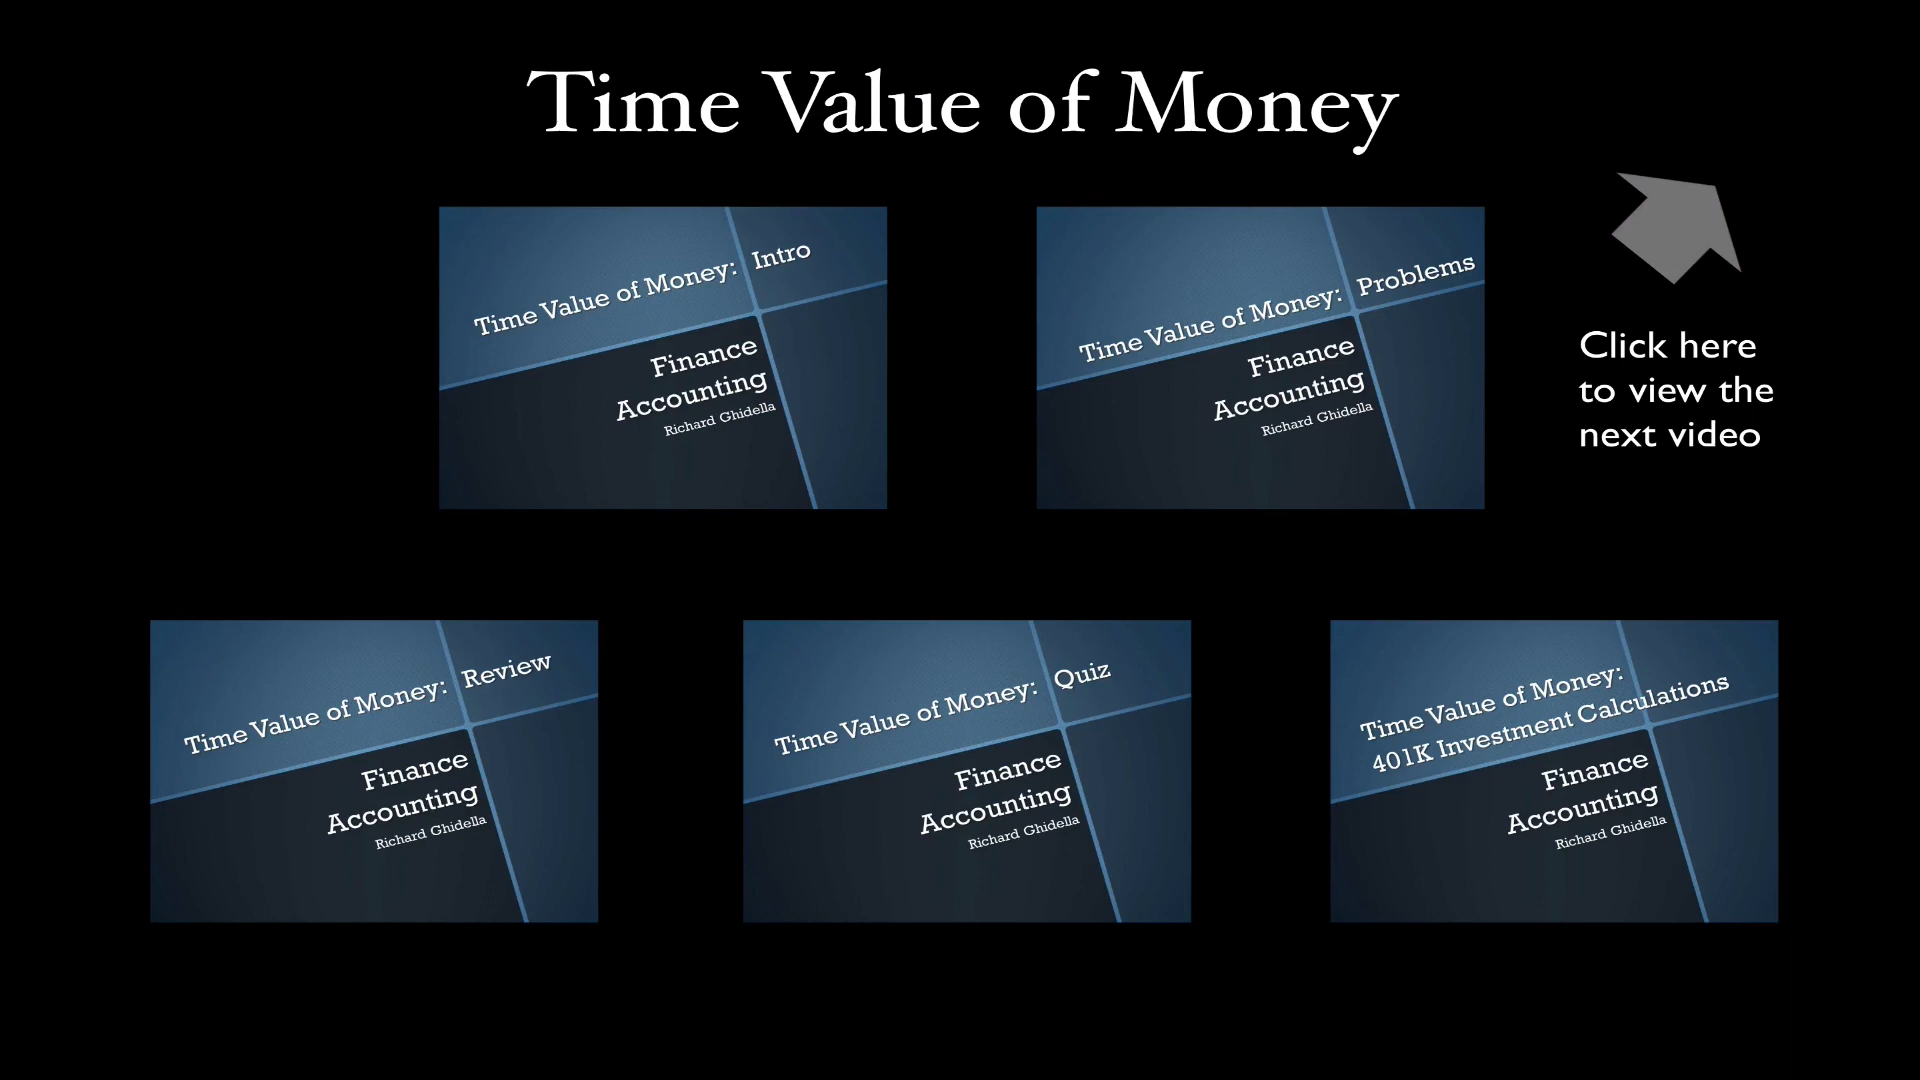 Time Value of Money
Time Value of Money: Intro
Finance
Accounting
Richard Ghidella
Time Value of Money: Problems
Finance
Accounting
Richard Ghidella
Click here
to view the
next video
Time Value of Money: Review
Finance
Accounting
Richard Ghidella
Time Value of Money: Quiz
Finance
Accounting
Richard Ghidella
Time Value of Money:
401K Investment Calculations
Finance
Accounting
Richard Ghidella